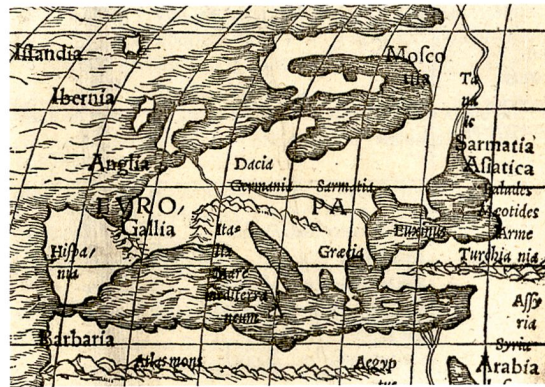 Iſlandia
Moſco
uia
Ta
na
is
Ibernia
Sarmatia
Aſiatica
Anglia
Dacia
Germania
Sarmatia
Paludes
Mæotides
EVRO,
PA
Gallia
Euxinus
Arme
nia
Hiſpa,
nia
Ita,
lia
Græcia
Turchia
Mare
mediterra
neum
Aſſy,
ria
Barbaria
Syria
Atlas mons
Aegyp
tus
Arabia